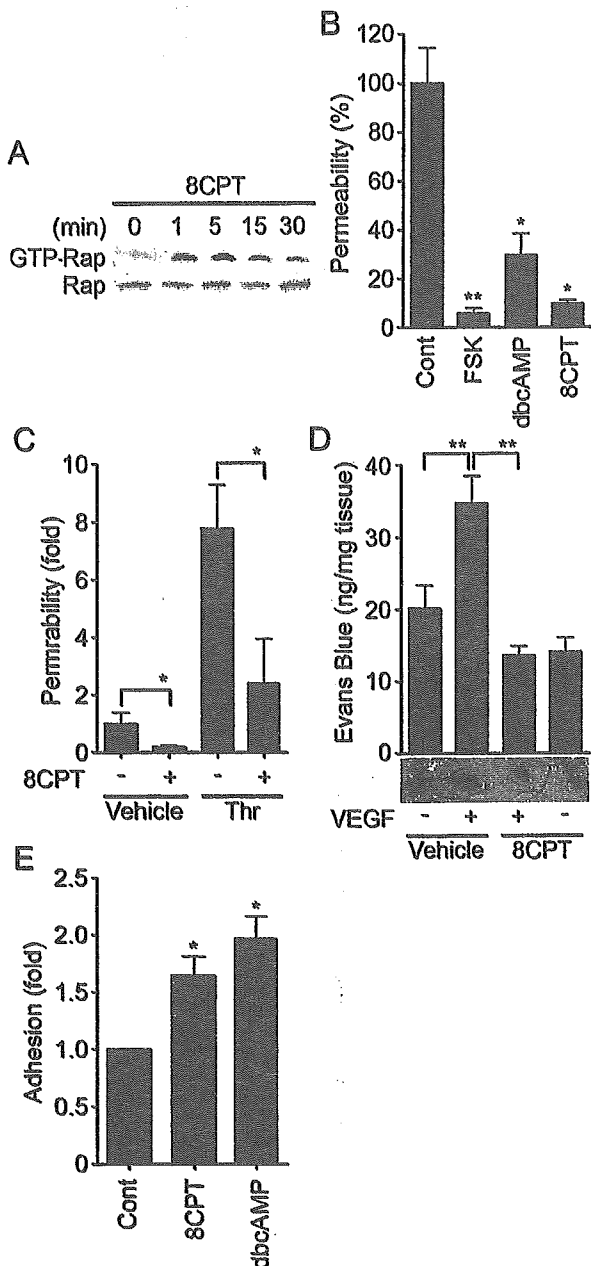 A
8CPT
(min) 0 1 5 15 30
GTP-Rap
Rap
B
Permeability (%)
120
100
80
60
40
20
0
**
*
*
Cont
FSK
dbcAMP
8CPT
C
Permrability (fold)
10
8
6
4
2
0
*
*
8CPT - + - +
Vehicle Thr
D
Evans Blue (ng/mg tissue)
40
30
20
10
0
** **
VEGF - + + -
Vehicle 8CPT
E
Adhesion (fold)
2.5
2.0
1.5
1.0
0.5
0
*
*
Cont
8CPT
dbcAMP